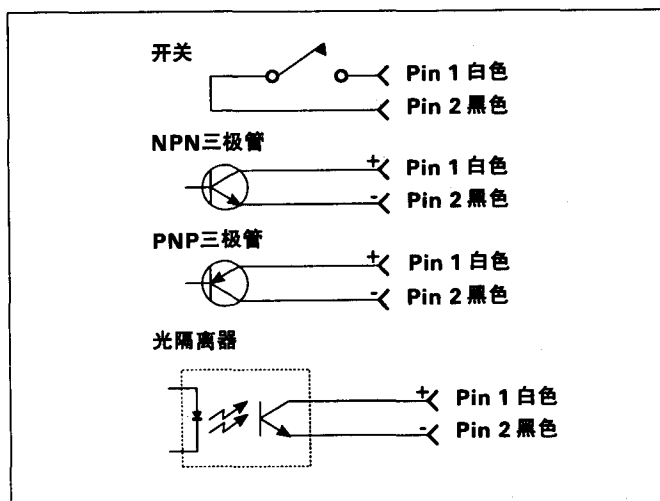 开关
Pin 1 白色
Pin 2 黑色
NPN三极管
+ Pin 1 白色
- Pin 2 黑色
PNP三极管
+ Pin 1 白色
- Pin 2 黑色
光隔离器
+ Pin 1 白色
- Pin 2 黑色